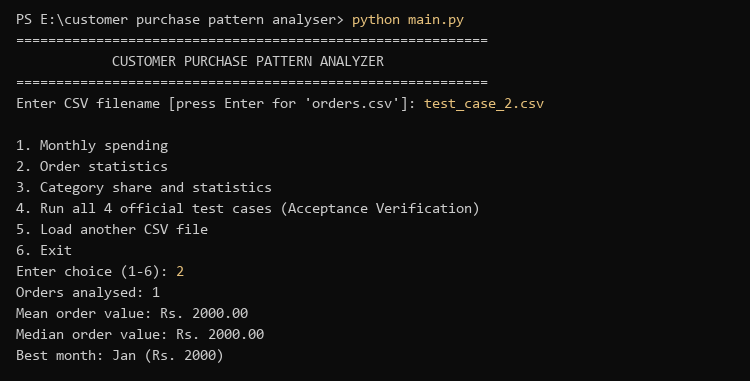 PS E:\customer purchase pattern analyser> python main.py
===========================================================
CUSTOMER PURCHASE PATTERN ANALYZER
===========================================================
Enter CSV filename [press Enter for 'orders.csv']: test_case_2.csv
1. Monthly spending
2. Order statistics
3. Category share and statistics
4. Run all 4 official test cases (Acceptance Verification)
5. Load another CSV file
6. Exit
Enter choice (1-6): 2
Orders analysed: 1
Mean order value: Rs. 2000.00
Median order value: Rs. 2000.00
Best month: Jan (Rs. 2000)